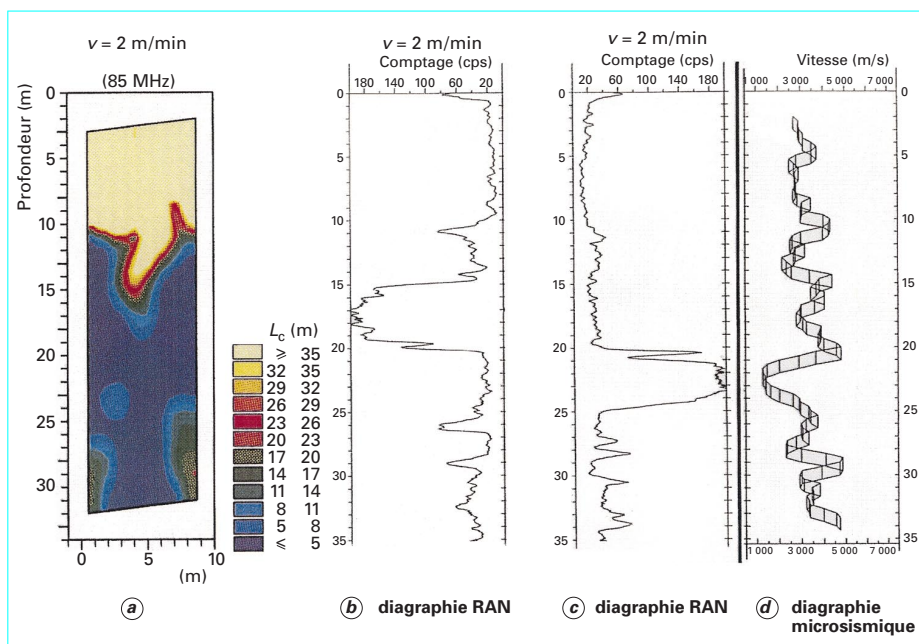 v = 2 m/min
(85 MHz)
Profondeur (m)
0
5
10
15
20
25
30
0 5 10
(m)
Lc (m)
⩾ 35
32 35
29 32
26 29
23 26
20 23
17 20
14 17
11 14
8 11
5 8
⩽ 5
a
v = 2 m/min
Comptage (cps)
180 140 100 60 20
0
5
10
15
20
25
30
35
b diagraphie RAN
v = 2 m/min
Comptage (cps)
20 60 100 140 180
0
5
10
15
20
25
30
35
c diagraphie RAN
Vitesse (m/s)
1 000 3 000 5 000 7 000
0
5
10
15
20
25
30
35
1 000 3 000 5 000 7 000
d diagraphie
microsismique